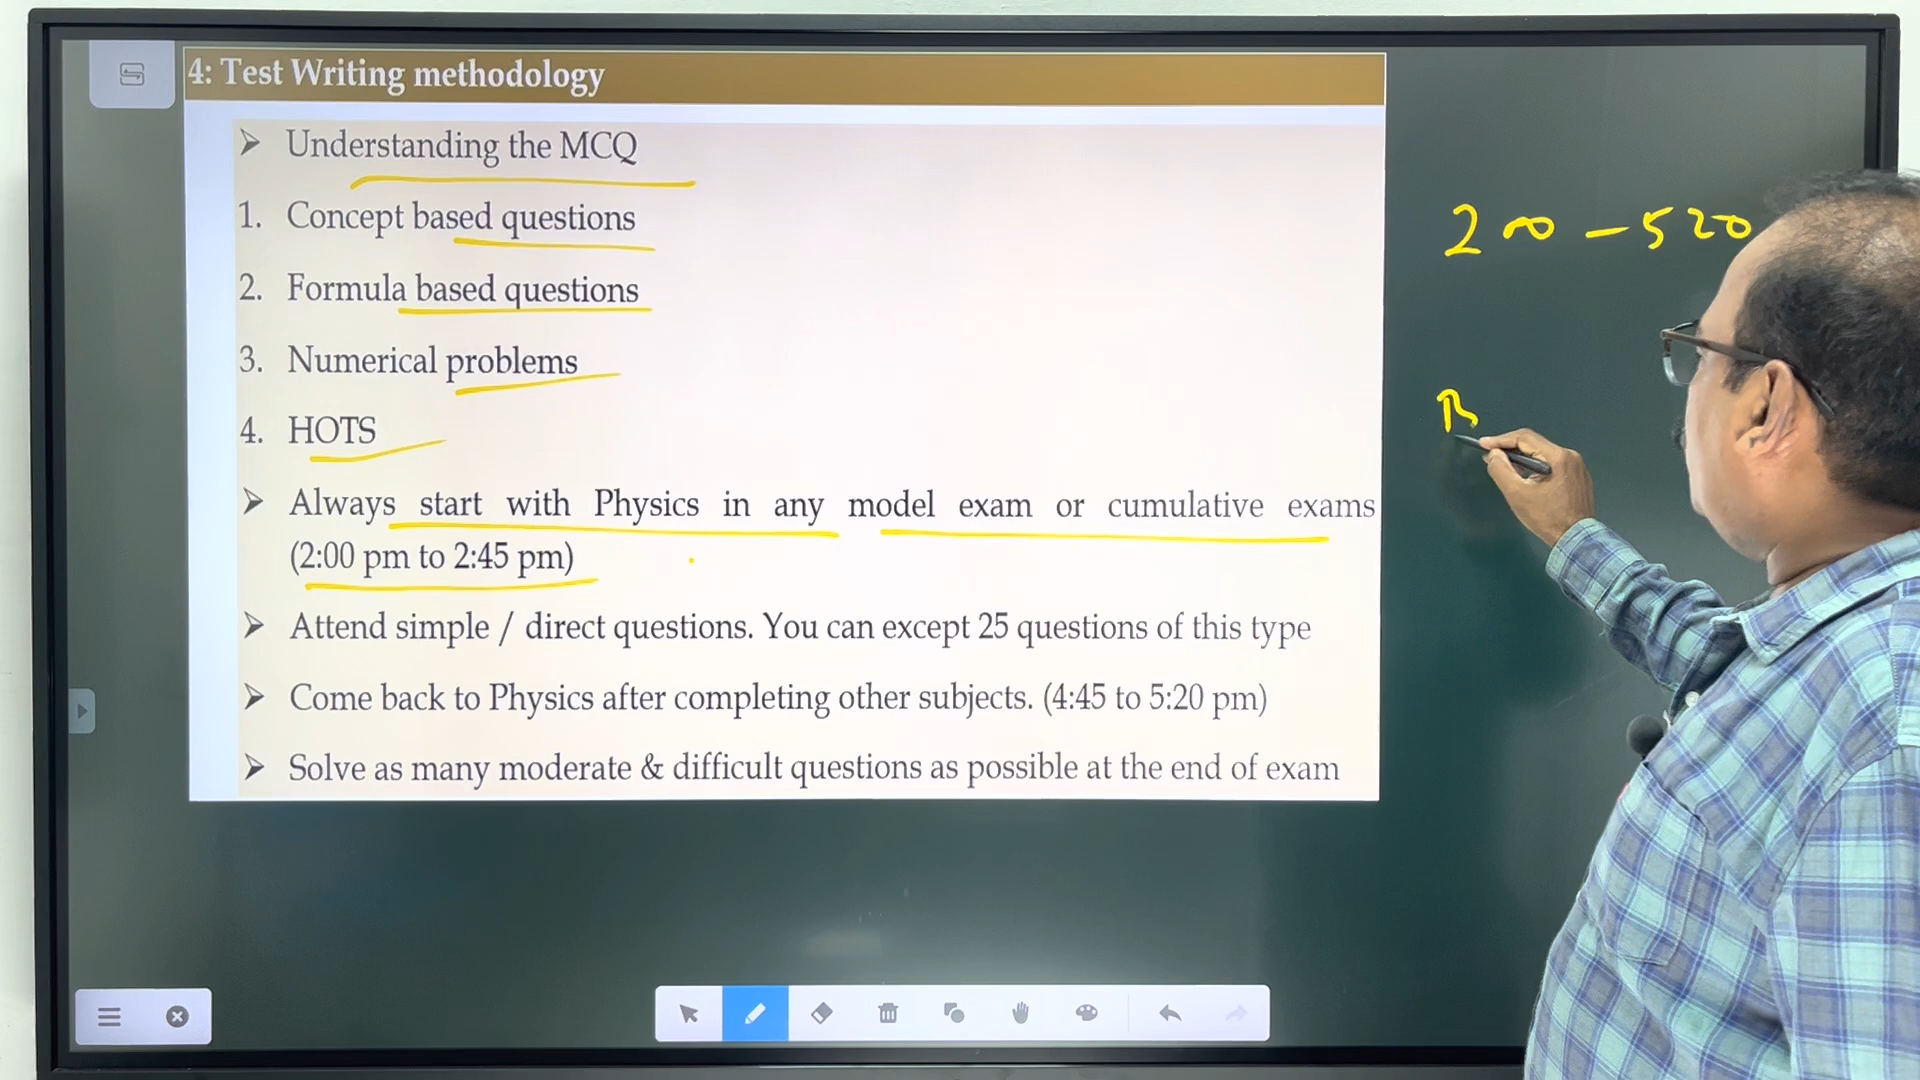 4: Test Writing methodology
➢ Understanding the MCQ
1. Concept based questions
2. Formula based questions
3. Numerical problems
4. HOTS
➢ Always start with Physics in any model exam or cumulative exams
(2:00 pm to 2:45 pm)
➢ Attend simple / direct questions. You can except 25 questions of this type
➢ Come back to Physics after completing other subjects. (4:45 to 5:20 pm)
➢ Solve as many moderate & difficult questions as possible at the end of exam
200 - 520
B